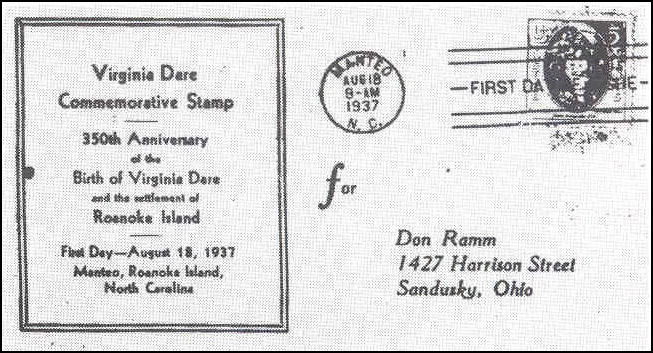 Virginia Dare
Commemorative Stamp
350th Anniversary
of the
Birth of Virginia Dare
and the settlement of
Roanoke Island
First Day—August 18, 1937
Manteo, Roanoke Island,
North Carolina
MANTEO
AUG 18
9-AM
1937
N. C.
—FIRST DA
IE-
5
for
Don Ramm
1427 Harrison Street
Sandusky, Ohio